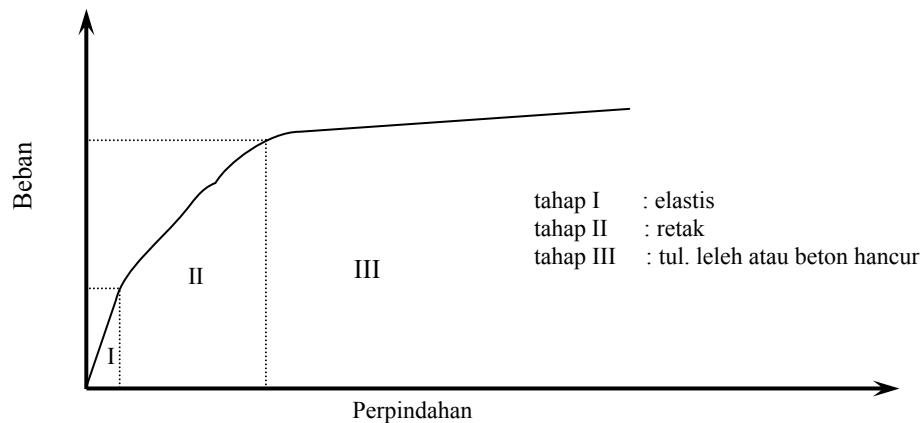 Beban
tahap I : elastis
tahap II : retak
tahap III : tul. leleh atau beton hancur
III
II
I
Perpindahan